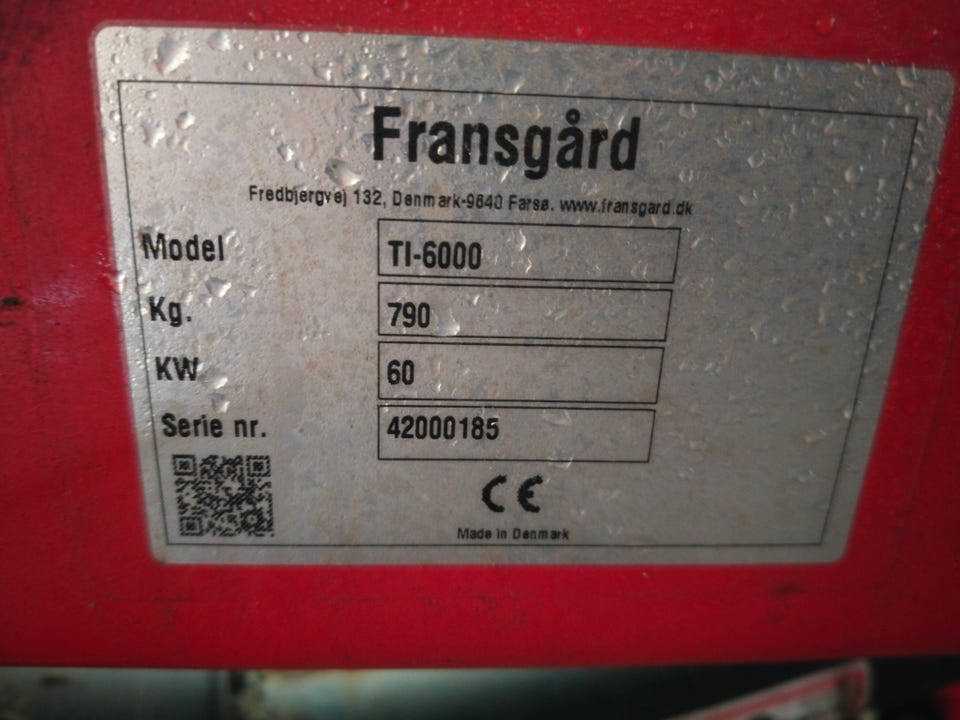 Fransgård
Fredbjergvej 132, Denmark-9640 Farsø. www.fransgard.dk
Model TI-6000
Kg. 790
KW 60
Serie nr. 42000185
CE
Made in Denmark